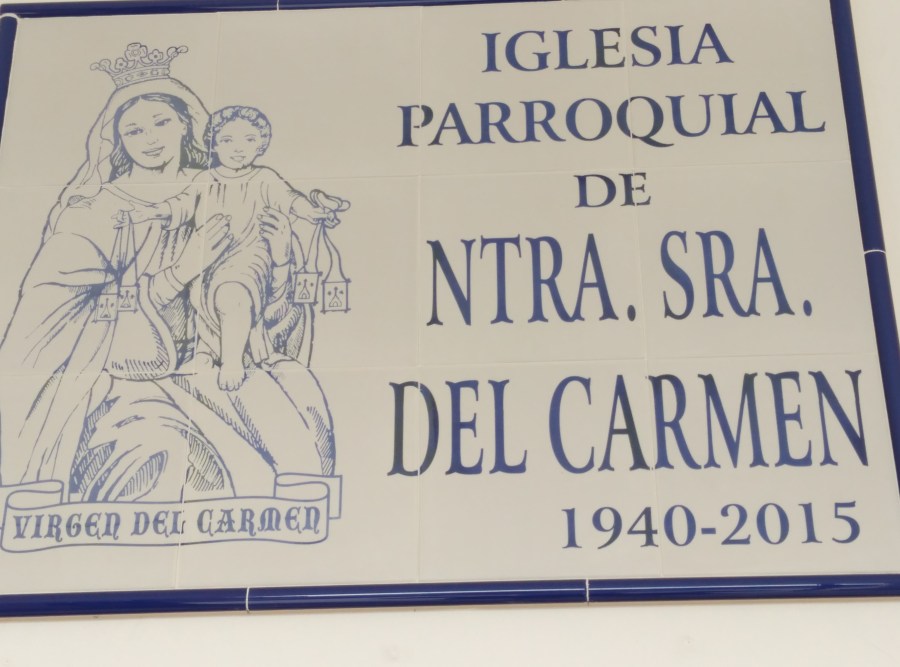 IGLESIA
PARROQUIAL
DE
NTRA. SRA.
DEL CARMEN
1940-2015
VIRGEN DEL CARMEN